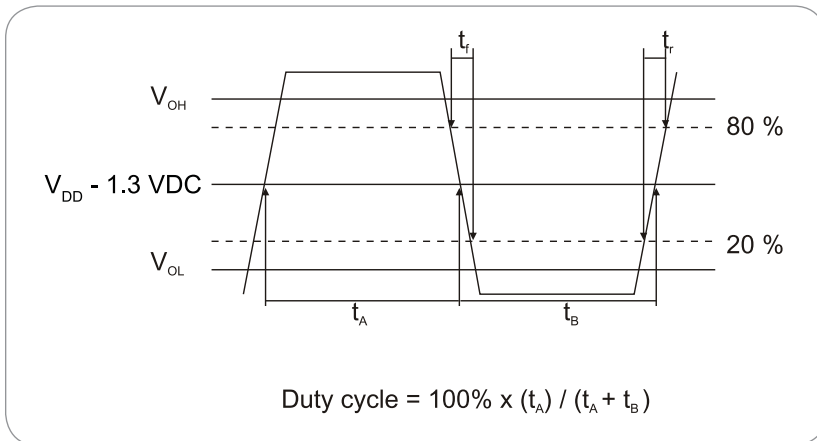 t_f t_r
V_OH
80 %
V_DD - 1.3 VDC
20 %
V_OL
t_A t_B
Duty cycle = 100% x (t_A) / (t_A + t_B)